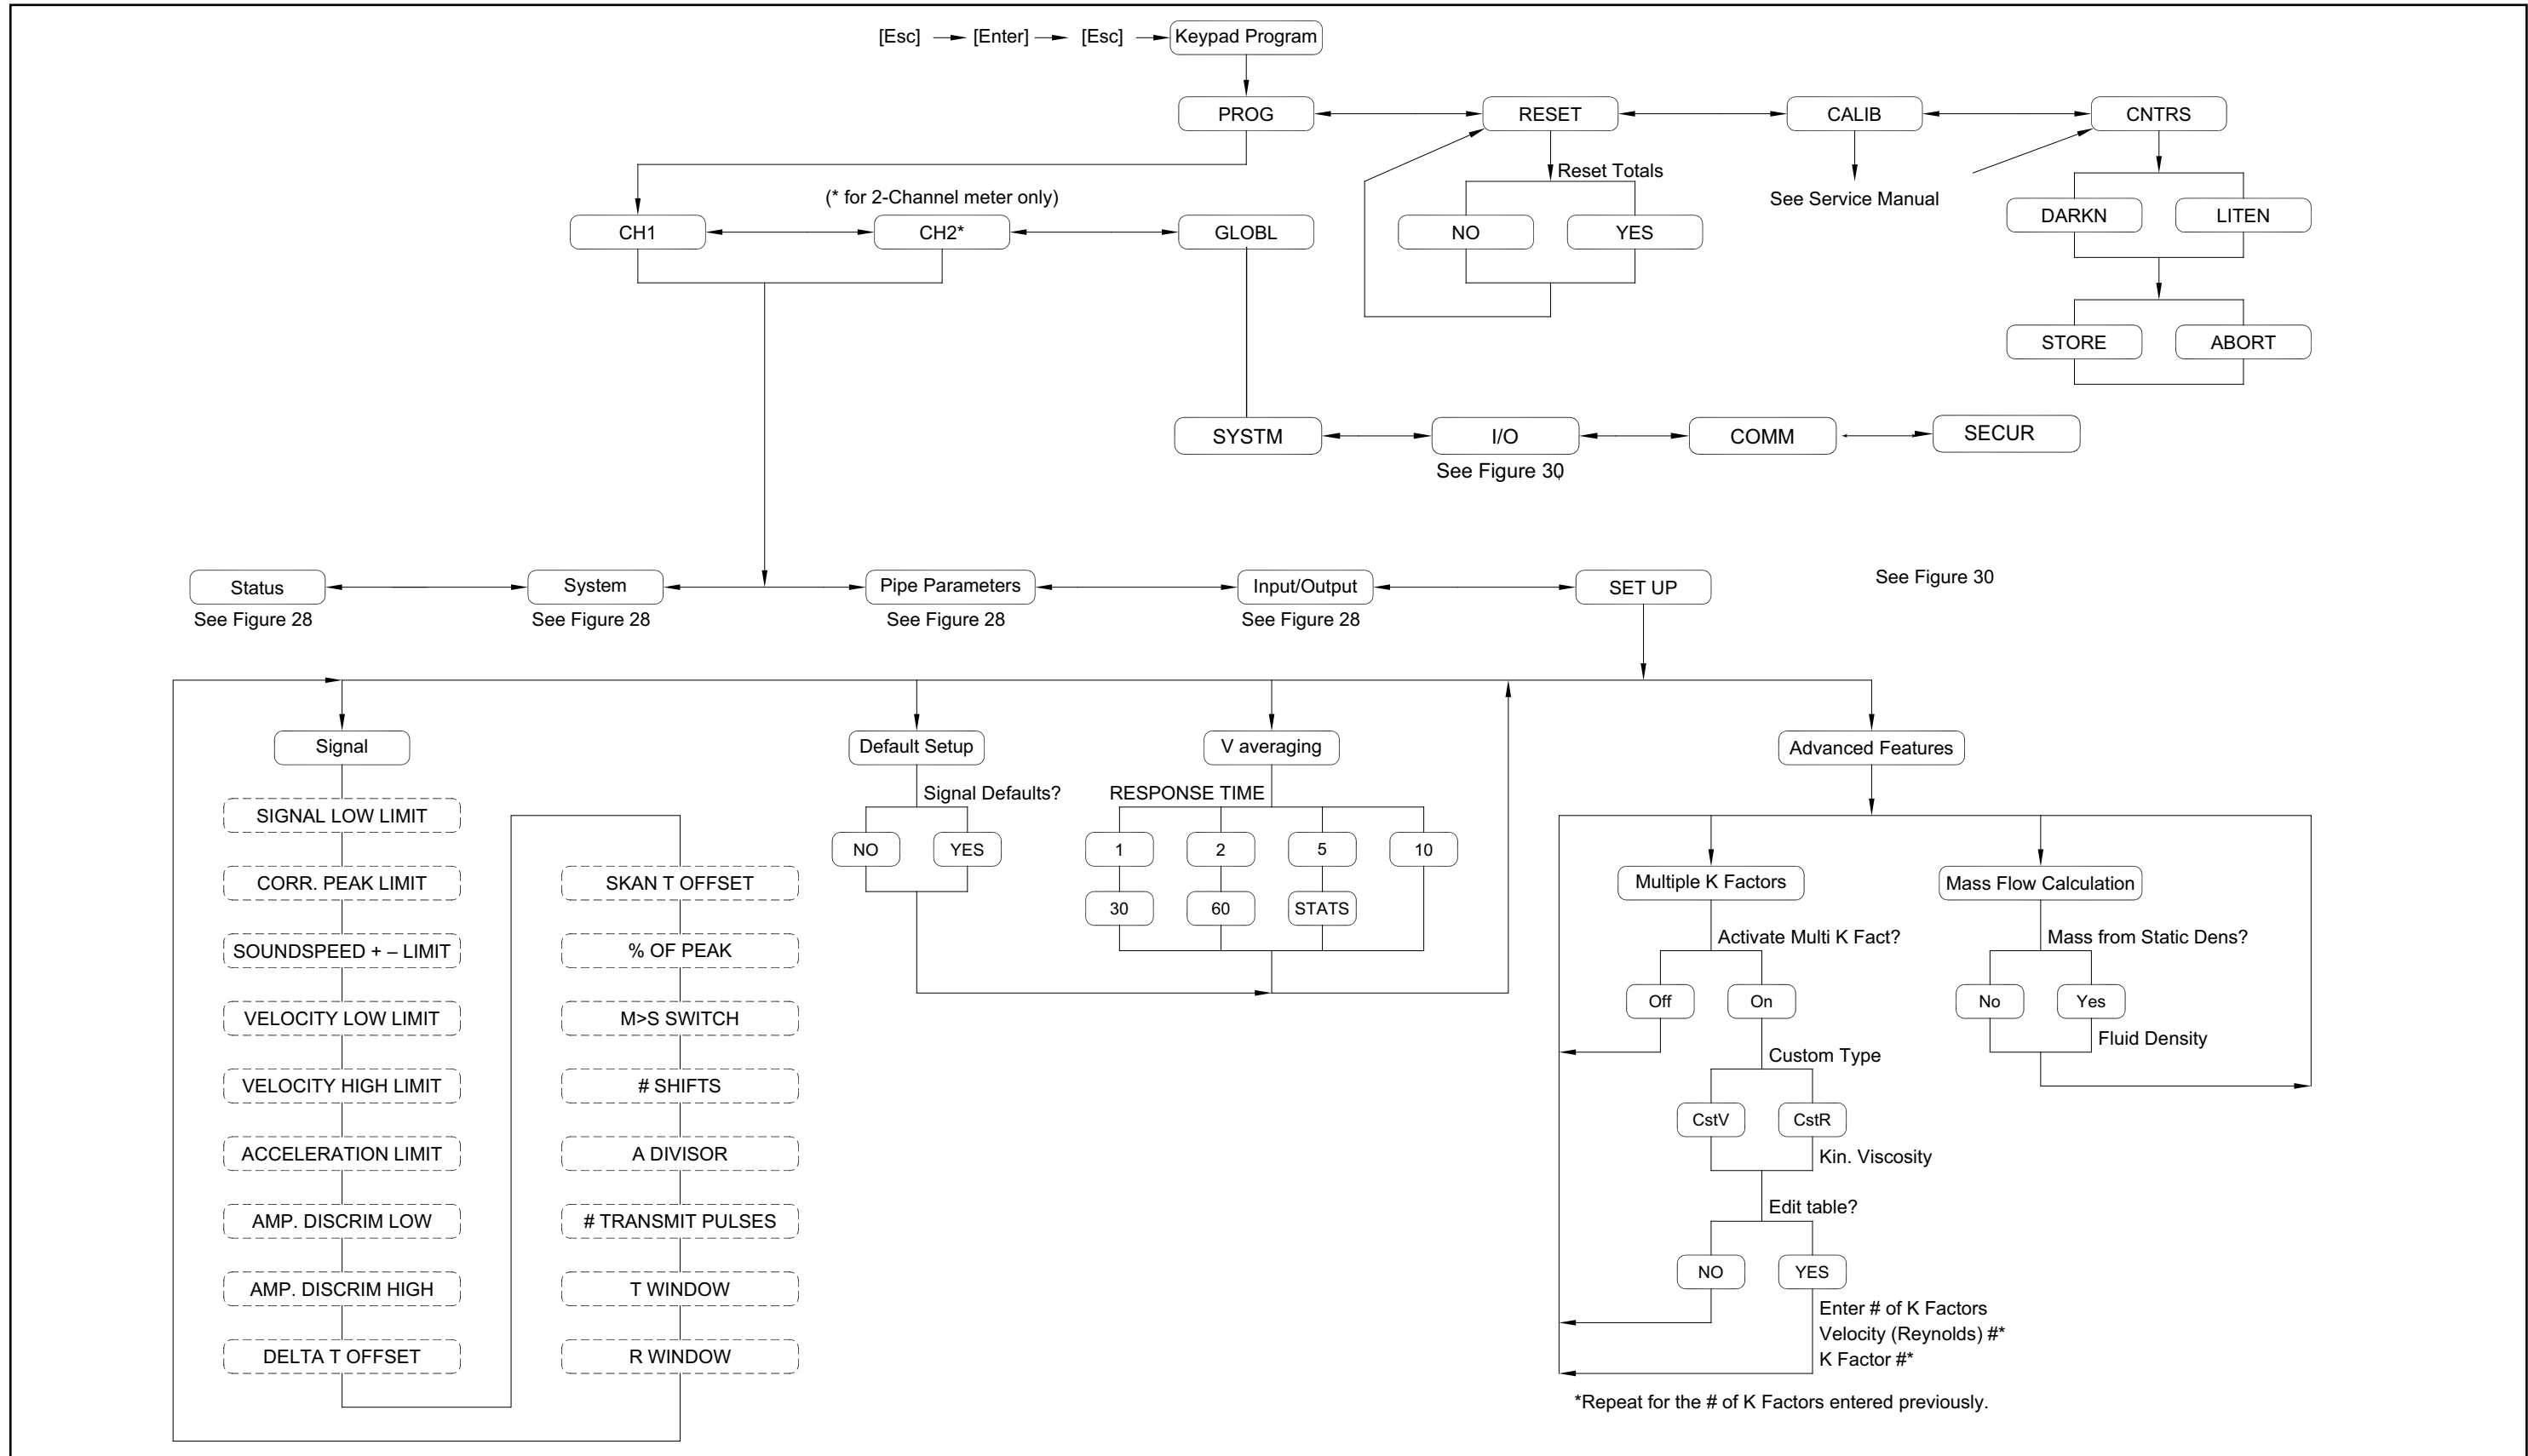 [Esc] [Enter] [Esc] Keypad Program
PROG RESET CALIB CNTRS
Reset Totals
See Service Manual
(* for 2-Channel meter only)
CH1 CH2* GLOBL
NO YES
DARKN LITEN
STORE ABORT
SYSTM I/O COMM SECUR
See Figure 30
Status System Pipe Parameters Input/Output SET UP
See Figure 30
See Figure 28 See Figure 28 See Figure 28 See Figure 28
Signal Default Setup V averaging Advanced Features
SIGNAL LOW LIMIT
CORR. PEAK LIMIT
SOUNDSPEED + – LIMIT
VELOCITY LOW LIMIT
VELOCITY HIGH LIMIT
ACCELERATION LIMIT
AMP. DISCRIM LOW
AMP. DISCRIM HIGH
DELTA T OFFSET
SKAN T OFFSET
% OF PEAK
M>S SWITCH
# SHIFTS
A DIVISOR
# TRANSMIT PULSES
T WINDOW
R WINDOW
Signal Defaults?
NO YES
RESPONSE TIME
1 2 5 10
30 60 STATS
Multiple K Factors
Activate Multi K Fact?
Off On
Custom Type
CstV CstR
Kin. Viscosity
Edit table?
NO YES
Enter # of K Factors
Velocity (Reynolds) #*
K Factor #*
*Repeat for the # of K Factors entered previously.
Mass Flow Calculation
Mass from Static Dens?
No Yes
Fluid Density